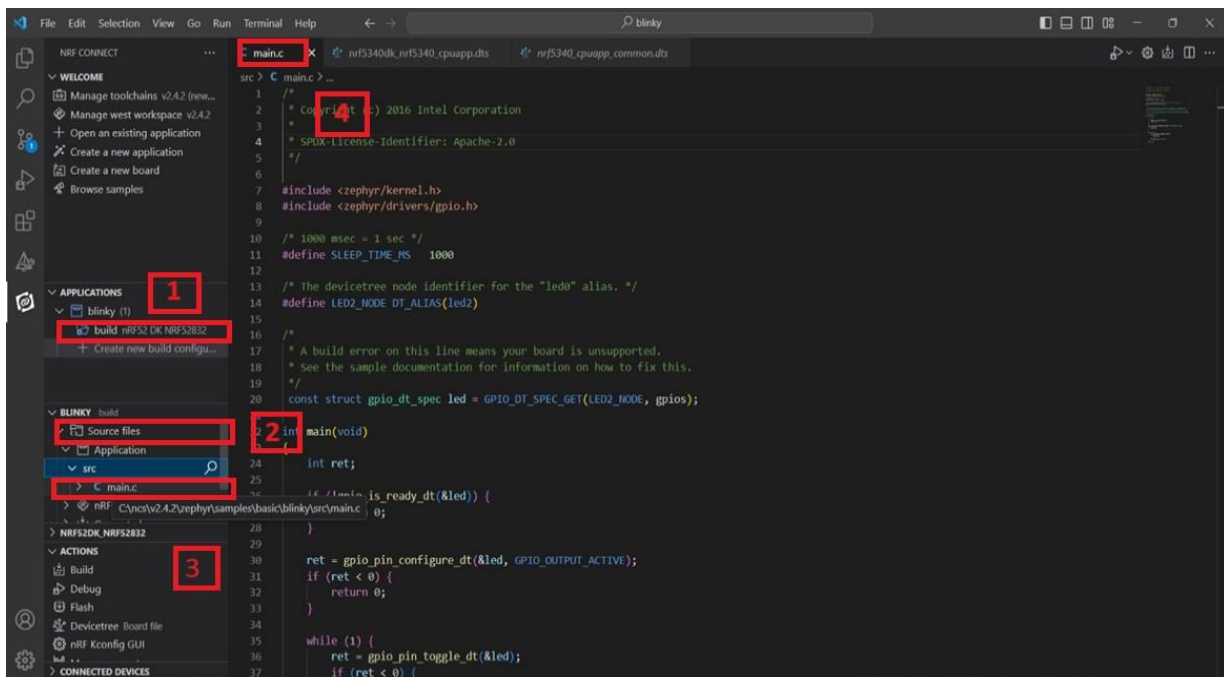 File Edit Selection View Go Run Terminal Help
blinky
NRF CONNECT
WELCOME
Manage toolchains v2.4.2 (new...
Manage west workspace v2.4.2
Open an existing application
Create a new application
Create a new board
Browse samples
1
APPLICATIONS
blinky (1)
build nRF52 DK NRF52832
Create new build configu...
BLINKY build
Source files
2
Application
src
main.c
nRF
C:\ncs\v2.4.2\zephyr\samples\basic\blinky\src\main.c
NRF52DK_NRF52832
ACTIONS
3
Build
Debug
Flash
Devicetree Board file
nRF Kconfig GUI
CONNECTED DEVICES
main.c
nrf5340dk_nrf5340_cpuapp.dts
nrf5340_cpuapp_common.dts
src > C main.c > ...
4
1 /*
2 * Copyright (c) 2016 Intel Corporation
3 *
4 * SPDX-License-Identifier: Apache-2.0
5 */
6
7 #include <zephyr/kernel.h>
8 #include <zephyr/drivers/gpio.h>
9
10 /* 1000 msec = 1 sec */
11 #define SLEEP_TIME_MS 1000
12
13 /* The devicetree node identifier for the "led0" alias. */
14 #define LED2_NODE DT_ALIAS(led2)
15
16 /*
17 * A build error on this line means your board is unsupported.
18 * See the sample documentation for information on how to fix this.
19 */
20 const struct gpio_dt_spec led = GPIO_DT_SPEC_GET(LED2_NODE, gpios);
int main(void)
{
24 int ret;
25
is_ready_dt(&led)) {
0;
28 }
29
30 ret = gpio_pin_configure_dt(&led, GPIO_OUTPUT_ACTIVE);
31 if (ret < 0) {
32 return 0;
33 }
34
35 while (1) {
36 ret = gpio_pin_toggle_dt(&led);
37 if (ret < 0) {